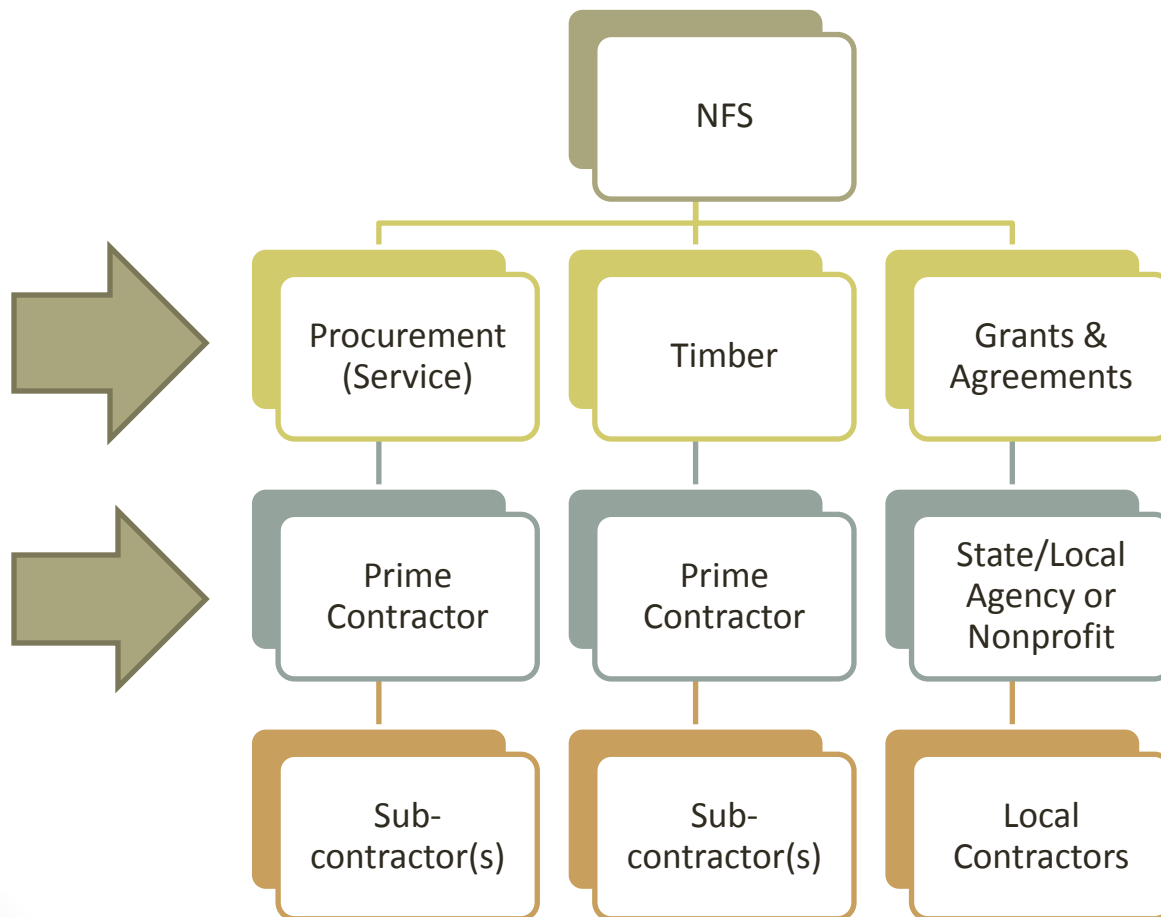 NFS
Procurement
(Service)
Timber
Grants &
Agreements
Prime
Contractor
Prime
Contractor
State/Local
Agency or
Nonprofit
Sub-
contractor(s)
Sub-
contractor(s)
Local
Contractors